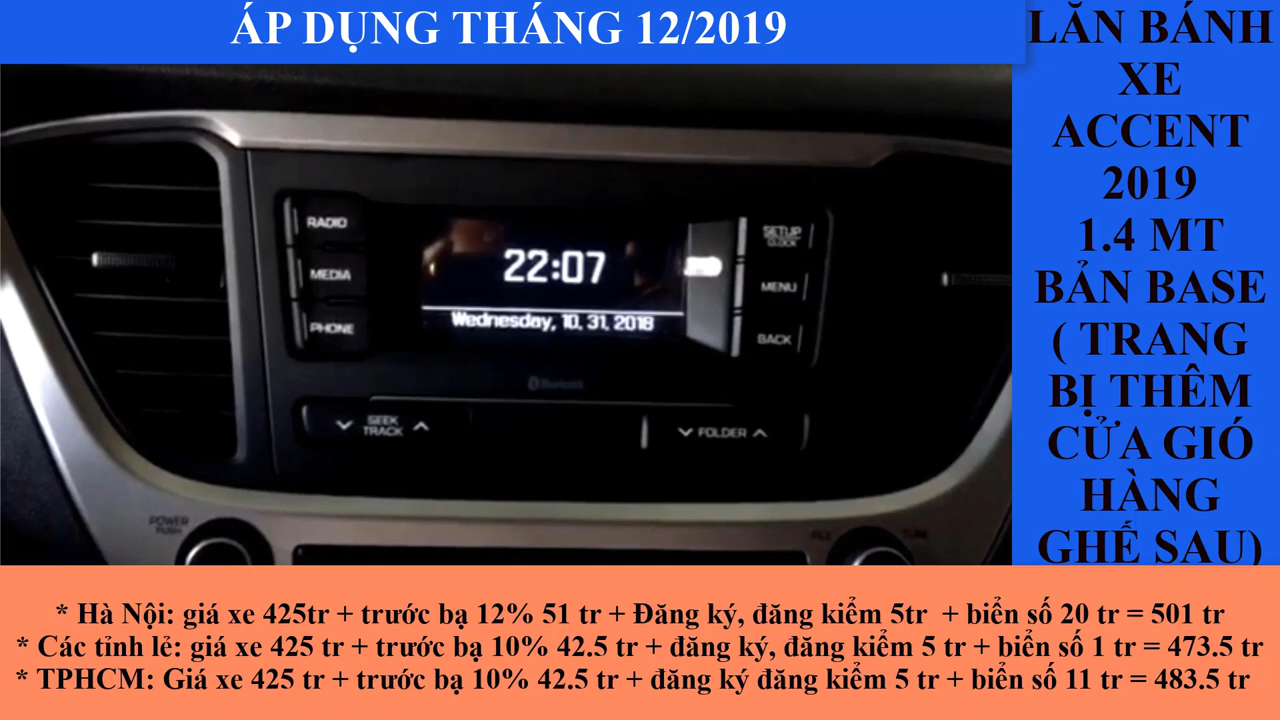 ÁP DỤNG THÁNG 12/2019
LĂN BÁNH
XE
ACCENT
2019
1.4 MT
BẢN BASE
( TRANG
BỊ THÊM
CỬA GIÓ
HÀNG
GHẾ SAU)
RADIO
MEDIA
PHONE
22:07
Wednesday, 10. 31. 2018
SETUP
CLOCK
MENU
BACK
Bluetooth
SEEK
TRACK
FOLDER
POWER
PUSH
FILE
TUNE
* Hà Nội: giá xe 425tr + trước bạ 12% 51 tr + Đăng ký, đăng kiểm 5tr + biển số 20 tr = 501 tr
* Các tỉnh lẻ: giá xe 425 tr + trước bạ 10% 42.5 tr + đăng ký, đăng kiểm 5 tr + biển số 1 tr = 473.5 tr
* TPHCM: Giá xe 425 tr + trước bạ 10% 42.5 tr + đăng ký đăng kiểm 5 tr + biển số 11 tr = 483.5 tr